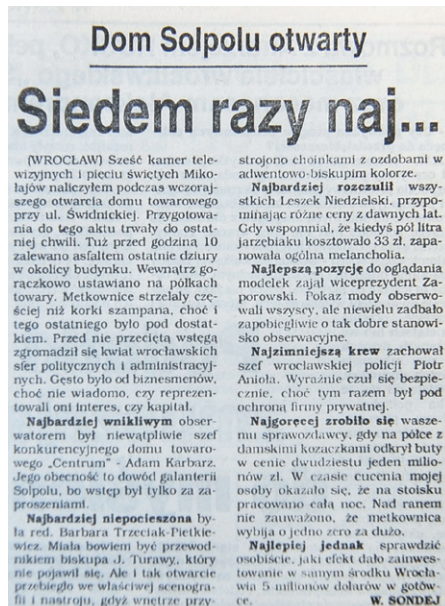 Dom Solpolu otwarty
Siedem razy naj...
(WROCŁAW) Sześć kamer tele-
wizyjnych i pięciu świętych Miko-
łajów naliczyłem podczas wczoraj-
szego otwarcia domu towarowego
przy ul. Świdnickiej. Przygotowa-
nia do tego aktu trwały do ostat-
niej chwili. Tuż przed godziną 10
zalewano asfaltem ostatnie dziury
w okolicy budynku. Wewnątrz go-
rączkowo ustawiano na półkach
towary. Metkownice strzelały czę-
ściej niż korki szampana, choć i
tego ostatniego było pod dostat-
kiem. Przed nie przeciętą wstęgą
zgromadził się kwiat wrocławskich
sfer politycznych i administracyj-
nych. Gęsto było od biznesmenów,
choć nie wiadomo, czy reprezen-
towali oni interes, czy kapitał.
Najbardziej wnikliwym obser-
watorem był niewątpliwie szef
konkurencyjnego domu towaro-
wego „Centrum" - Adam Karbarz.
Jego obecność to dowód galanterii
Solpolu, bo wstęp był tylko za za-
proszeniami.
Najbardziej niepocieszona by-
ła red. Barbara Trzeciak-Pietkie-
wicz. Miała bowiem być przewod-
nikiem biskupa J. Turawy, który
nie pojawił się. Ale i tak otwarcie
przebiegło we właściwej scenogra-
fii i nastroju, gdyż wnętrze przy-
strojono choinkami z ozdobami w
adwentowo-biskupim kolorze.
Najbardziej rozczulił wszy-
stkich Leszek Niedzielski, przypo-
minając różne ceny z dawnych lat.
Gdy wspomniał, że kiedyś pół litra
jarzębiaku kosztowało 33 zł, zapa-
nowała ogólna melancholia.
Najlepszą pozycję do oglądania
modelek zajął wiceprezydent Za-
porowski. Pokaz mody obserwo-
wali wszyscy, ale niewielu zadbało
zapobiegliwie o tak dobre stanowi-
sko obserwacyjne.
Najzimniejszą krew zachował
szef wrocławskiej policji Piotr
Anioła. Wyraźnie czuł się bezpie-
cznie, choć tym razem był pod
ochroną firmy prywatnej.
Najgoręcej zrobiło się wasze-
mu sprawozdawcy, gdy na półce z
damskimi kozaczkami odkrył buty
w cenie dwudziestu jeden milio-
nów zł. W czasie cucenia mojej
osoby okazało się, że na stoisku
pracowano całą noc. Nad ranem
nie zauważono, że metkownica
wybija o jedno zero za dużo.
Najlepiej jednak sprawdzić
osobiście, jaki efekt dało zainwes-
towanie w samym środku Wrocła-
wia 5 milionów dolarów w gotów-
ce.
W. SONDEJ